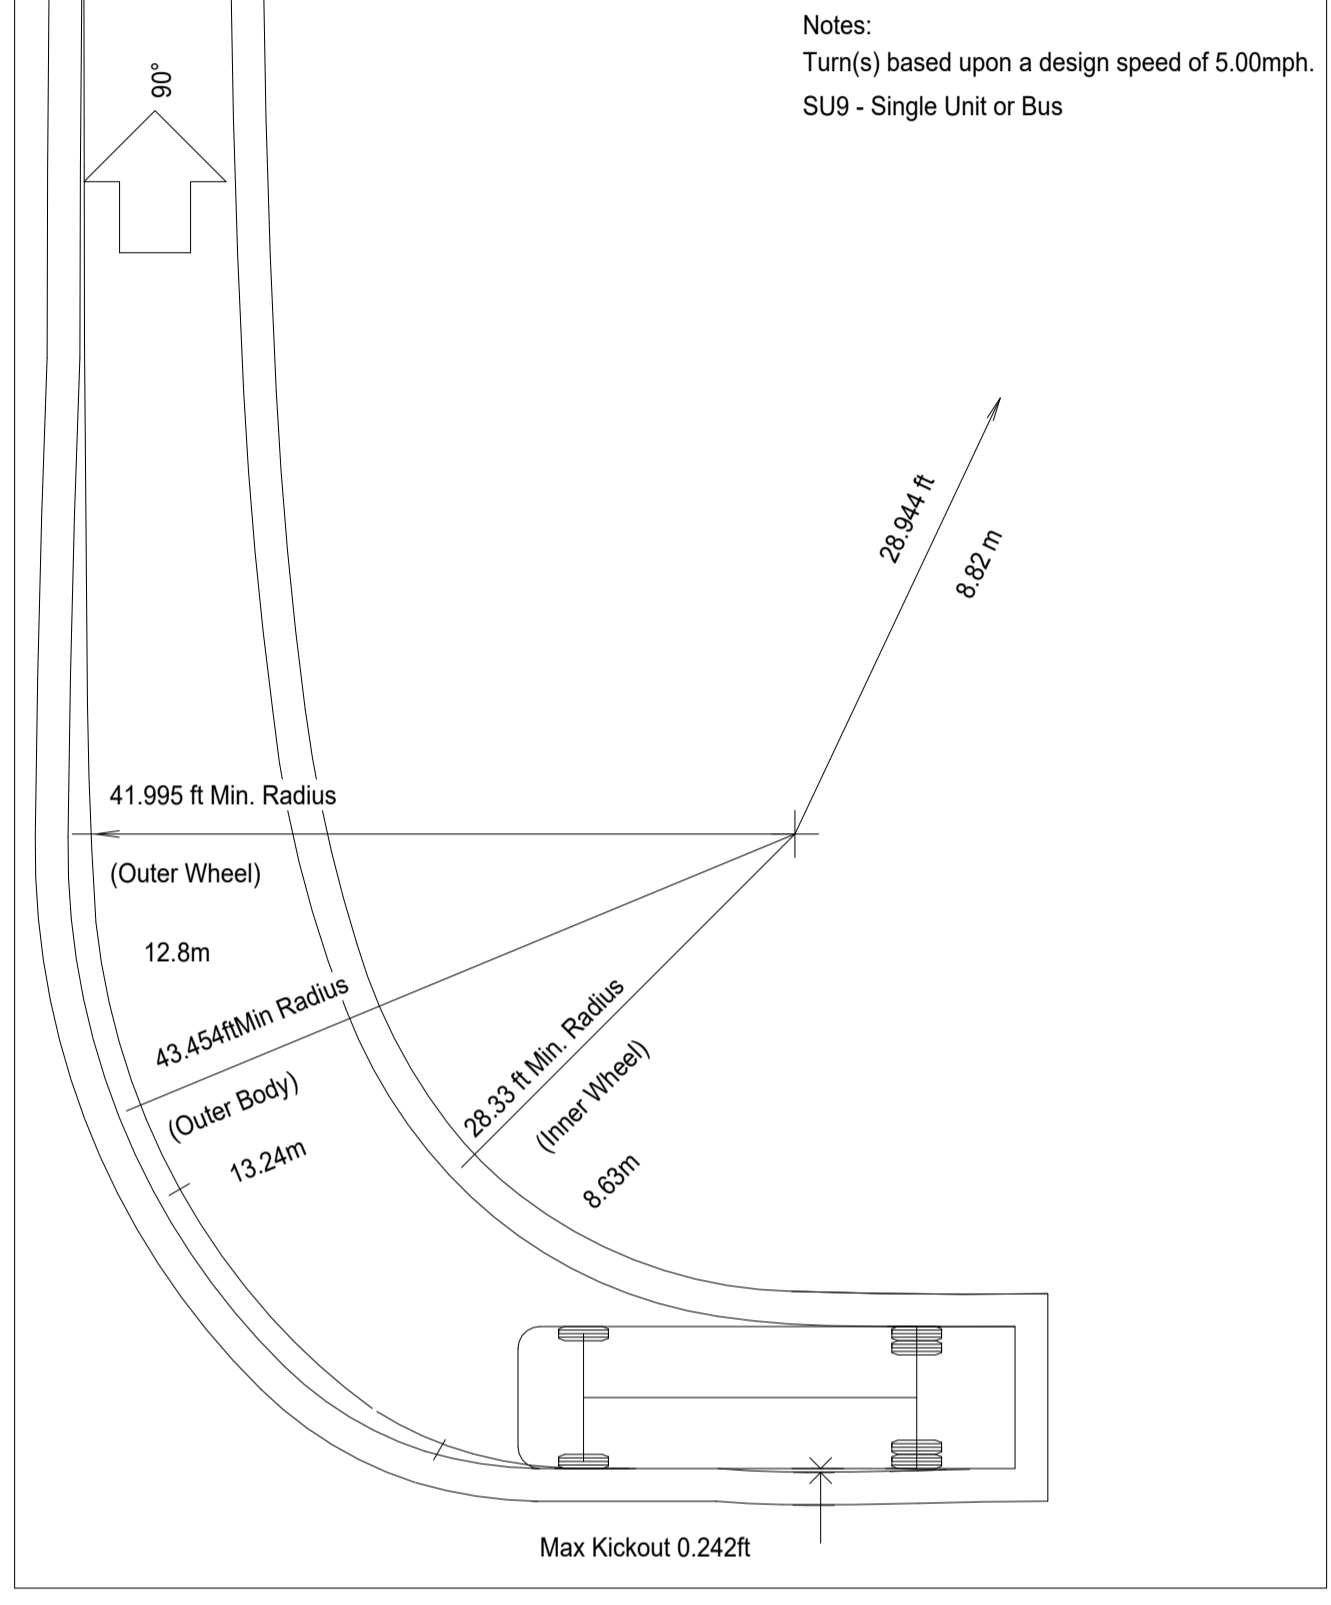 Notes:
Turn(s) based upon a design speed of 5.00mph.
SU9 - Single Unit or Bus
90°
28.944 ft
8.82 m
41.995 ft Min. Radius
(Outer Wheel)
12.8m
43.454ftMin Radius
(Outer Body)
13.24m
28.33 ft Min. Radius
(Inner Wheel)
8.63m
Max Kickout 0.242ft